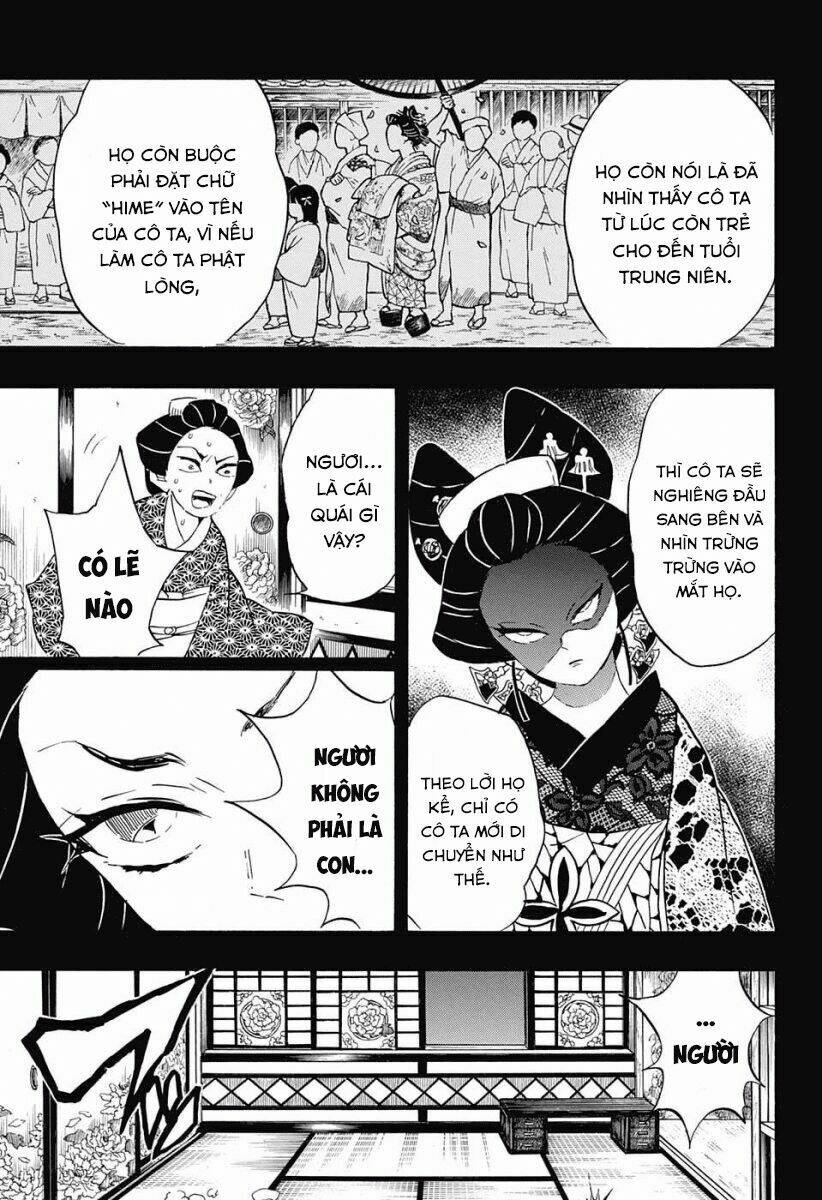 HỌ CÒN NÓI LÀ ĐÃ
NHÌN THẤY CÔ TA
TỪ LÚC CÒN TRẺ
CHO ĐẾN TUỔI
TRUNG NIÊN.
HỌ CÒN BUỘC
PHẢI ĐẶT CHỮ
"HIME" VÀO TÊN
CỦA CÔ TA, VÌ NẾU
LÀM CÔ TA PHẬT
LÒNG,
THÌ CÔ TA SẼ
NGHIÊNG ĐẦU
SANG BÊN VÀ
NHÌN TRỪNG
TRỪNG VÀO
MẮT HỌ.
THEO LỜI HỌ
KỂ, CHỈ CÓ
CÔ TA MỚI DI
CHUYỂN NHƯ
THẾ.
NGƯƠI...
LÀ CÁI
QUÁI GÌ
VẬY?
CÓ LẼ
NÀO
NGƯƠI
KHÔNG
PHẢI LÀ
CON...
...
NGƯỜI